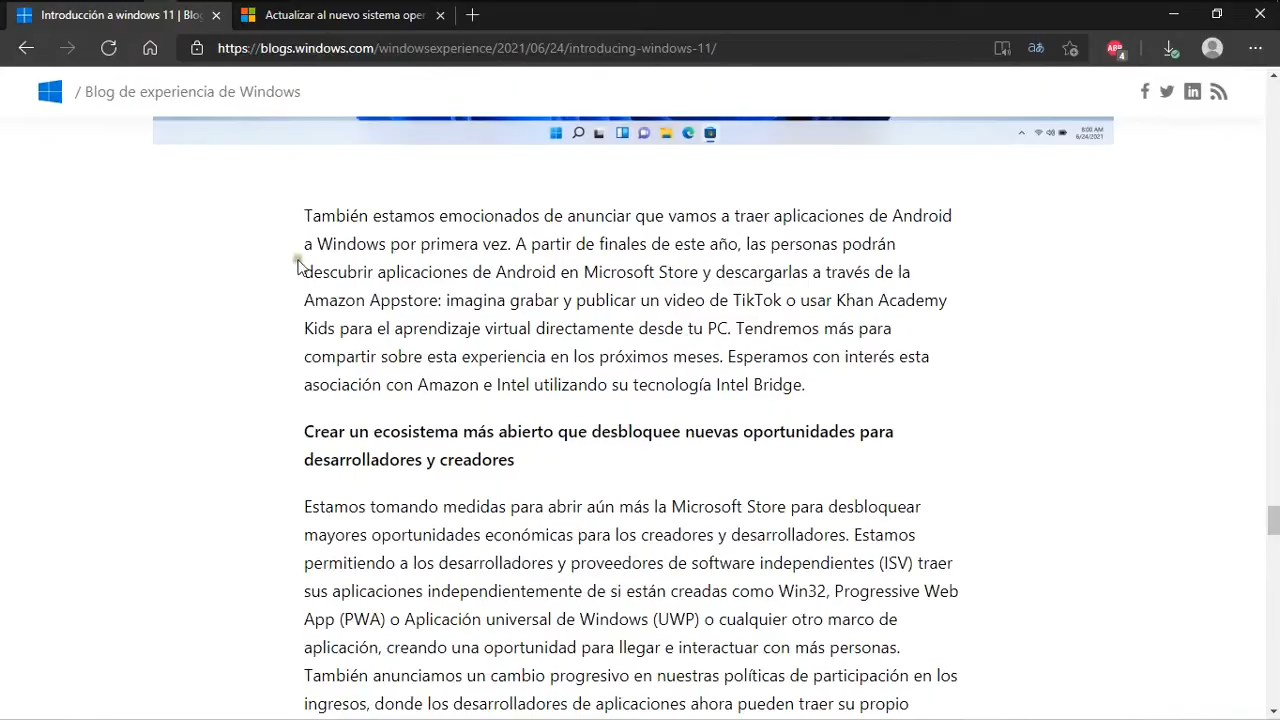 Introducción a windows 11 | Blog
Actualizar al nuevo sistema oper
https://blogs.windows.com/windowsexperience/2021/06/24/introducing-windows-11/
ABP
4
/ Blog de experiencia de Windows
8:00 AM
6/24/2021
También estamos emocionados de anunciar que vamos a traer aplicaciones de Android
a Windows por primera vez. A partir de finales de este año, las personas podrán
descubrir aplicaciones de Android en Microsoft Store y descargarlas a través de la
Amazon Appstore: imagina grabar y publicar un video de TikTok o usar Khan Academy
Kids para el aprendizaje virtual directamente desde tu PC. Tendremos más para
compartir sobre esta experiencia en los próximos meses. Esperamos con interés esta
asociación con Amazon e Intel utilizando su tecnología Intel Bridge.
Crear un ecosistema más abierto que desbloquee nuevas oportunidades para
desarrolladores y creadores
Estamos tomando medidas para abrir aún más la Microsoft Store para desbloquear
mayores oportunidades económicas para los creadores y desarrolladores. Estamos
permitiendo a los desarrolladores y proveedores de software independientes (ISV) traer
sus aplicaciones independientemente de si están creadas como Win32, Progressive Web
App (PWA) o Aplicación universal de Windows (UWP) o cualquier otro marco de
aplicación, creando una oportunidad para llegar e interactuar con más personas.
También anunciamos un cambio progresivo en nuestras políticas de participación en los
ingresos, donde los desarrolladores de aplicaciones ahora pueden traer su propio